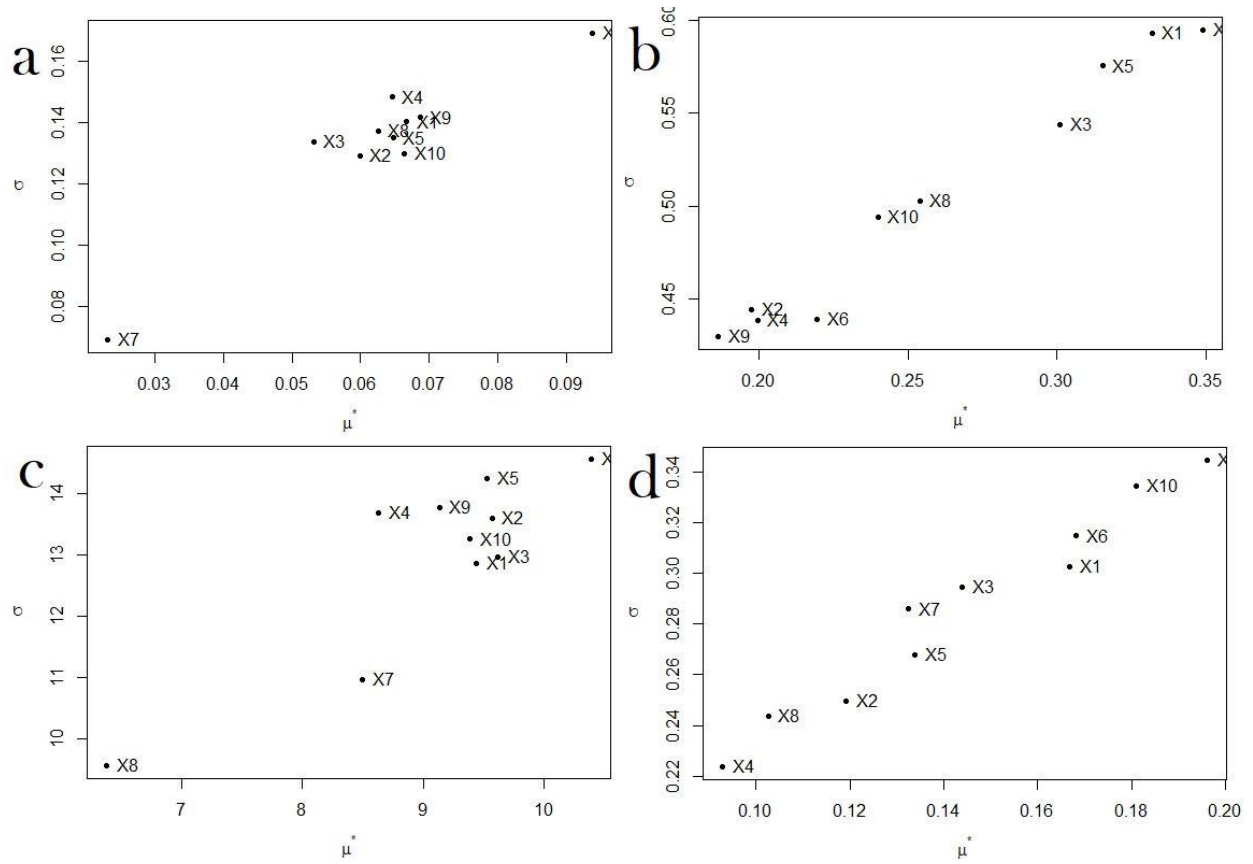 a
0.16
0.14
0.12
0.10
0.08
σ
X
X4
X9
X1
X8
X5
X3
X2
X10
X7
0.03 0.04 0.05 0.06 0.07 0.08 0.09
μ*
b
0.60
0.55
0.50
0.45
σ
X1
X
X5
X3
X8
X10
X2
X4
X6
X9
0.20 0.25 0.30 0.35
μ*
c
14
13
12
11
10
σ
X
X5
X9
X4
X2
X10
X3
X1
X7
X8
7 8 9 10
μ*
d
0.34
0.32
0.30
0.28
0.26
0.24
0.22
σ
X
X10
X6
X1
X3
X7
X5
X2
X8
X4
0.10 0.12 0.14 0.16 0.18 0.20
μ*